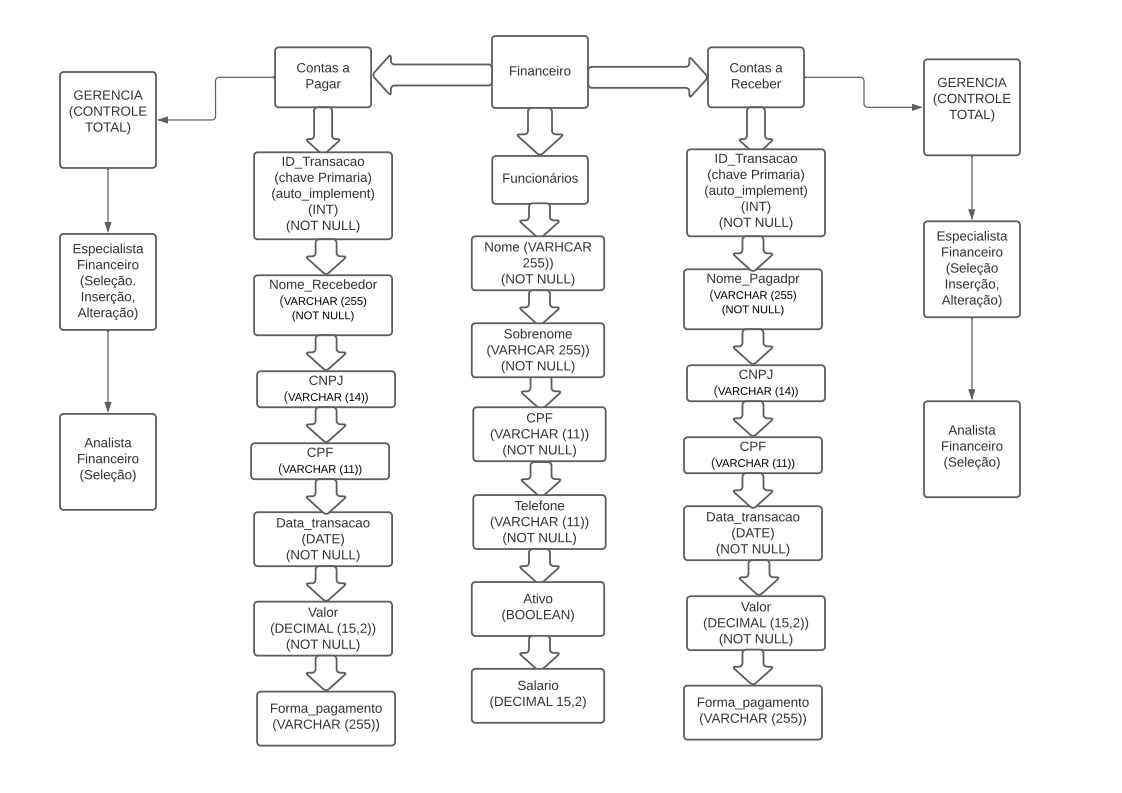 Financeiro
Contas a
Pagar
Contas a
Receber
GERENCIA
(CONTROLE
TOTAL)
Especialista
Financeiro
(Seleção.
Inserção,
Alteração)
Analista
Financeiro
(Seleção)
ID_Transacao
(chave Primaria)
(auto_implement)
(INT)
(NOT NULL)
Nome_Recebedor
(VARCHAR (255)
(NOT NULL)
CNPJ
(VARCHAR (14))
CPF
(VARCHAR (11))
Data_transacao
(DATE)
(NOT NULL)
Valor
(DECIMAL (15,2))
(NOT NULL)
Forma_pagamento
(VARCHAR (255))
Funcionários
Nome (VARHCAR
255))
(NOT NULL)
Sobrenome
(VARHCAR 255))
(NOT NULL)
CPF
(VARCHAR (11))
(NOT NULL)
Telefone
(VARCHAR (11))
(NOT NULL)
Ativo
(BOOLEAN)
Salario
(DECIMAL 15,2)
ID_Transacao
(chave Primaria)
(auto_implement)
(INT)
(NOT NULL)
Nome_Pagadpr
(VARCHAR (255)
(NOT NULL)
CNPJ
(VARCHAR (14))
CPF
(VARCHAR (11))
Data_transacao
(DATE)
(NOT NULL)
Valor
(DECIMAL (15,2))
(NOT NULL)
Forma_pagamento
(VARCHAR (255))
GERENCIA
(CONTROLE
TOTAL)
Especialista
Financeiro
(Seleção
Inserção,
Alteração)
Analista
Financeiro
(Seleção)